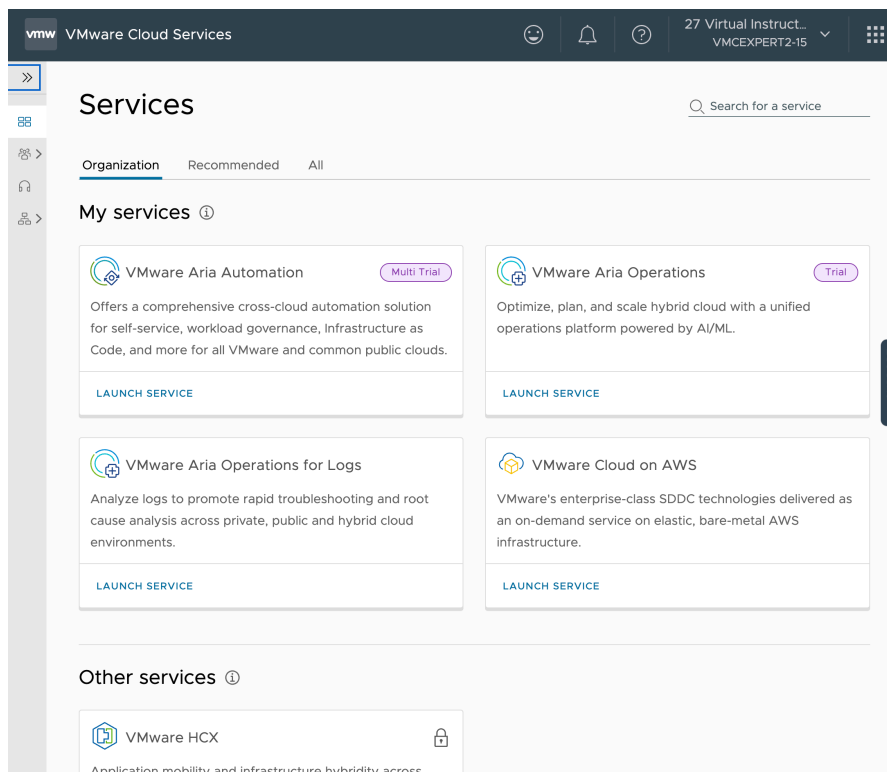 vmw VMware Cloud Services
27 Virtual Instruct...
VMCEXPERT2-15
Services
Search for a service
Organization Recommended All
My services
VMware Aria Automation
Multi Trial
Offers a comprehensive cross-cloud automation solution
for self-service, workload governance, Infrastructure as
Code, and more for all VMware and common public clouds.
LAUNCH SERVICE
VMware Aria Operations
Trial
Optimize, plan, and scale hybrid cloud with a unified
operations platform powered by AI/ML.
LAUNCH SERVICE
VMware Aria Operations for Logs
Analyze logs to promote rapid troubleshooting and root
cause analysis across private, public and hybrid cloud
environments.
LAUNCH SERVICE
VMware Cloud on AWS
VMware's enterprise-class SDDC technologies delivered as
an on-demand service on elastic, bare-metal AWS
infrastructure.
LAUNCH SERVICE
Other services
VMware HCX
Application mobility and infrastructure hybridity across